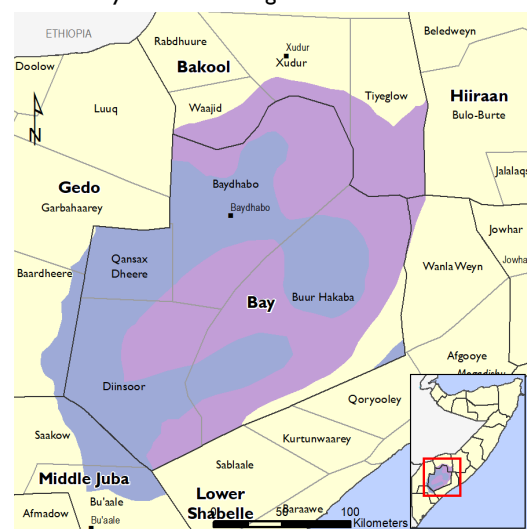 ETHIOPIA
Rabdhuure
Beledweyn
Xudur
Xudur
Doolow
Bakool
Tiyeglow
Hiiraan
Luuq
Waajid
Bulo-Burte
N
Jalalaqs
Gedo
Baydhabo
Garbahaarey
Baydhabo
Jowhar
Qansax
Dheere
Jowha
Baardheere
Wanla Weyn
Bay
Buur Hakaba
Afgooye
Diinsoor
Qoryooley
Saakow
Kurtunwaarey
Sablaale
Middle Juba
Lower
Shabelle
Bu'aale
Baraawe
Afmadow
Bu'aale
0 50 100
Kilometers